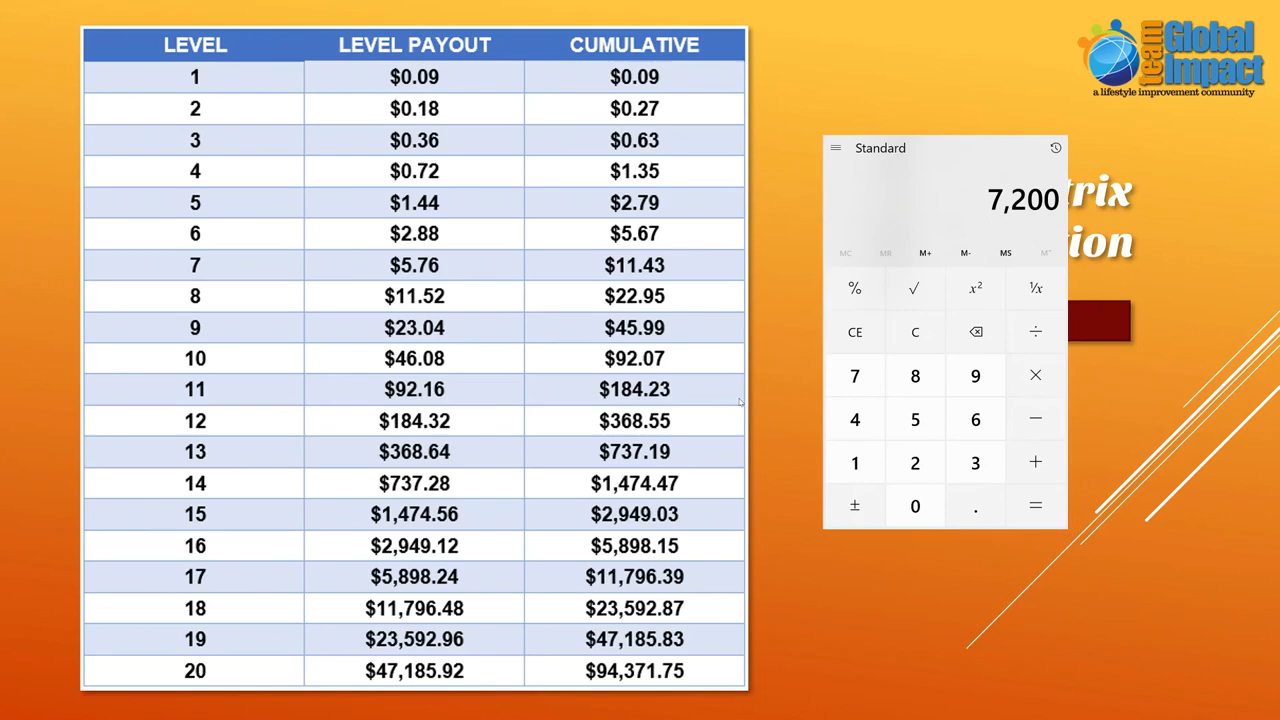 LEVEL LEVEL PAYOUT CUMULATIVE
1 $0.09 $0.09
2 $0.18 $0.27
3 $0.36 $0.63
4 $0.72 $1.35
5 $1.44 $2.79
6 $2.88 $5.67
7 $5.76 $11.43
8 $11.52 $22.95
9 $23.04 $45.99
10 $46.08 $92.07
11 $92.16 $184.23
12 $184.32 $368.55
13 $368.64 $737.19
14 $737.28 $1,474.47
15 $1,474.56 $2,949.03
16 $2,949.12 $5,898.15
17 $5,898.24 $11,796.39
18 $11,796.48 $23,592.87
19 $23,592.96 $47,185.83
20 $47,185.92 $94,371.75
team
Global
Impact
a lifestyle improvement community
Standard
7,200
MC MR M+ M- MS M˅
% √ x² ¹/x
CE C ⌫ ÷
7 8 9 ×
4 5 6 −
1 2 3 +
± 0 . =
trix
tion